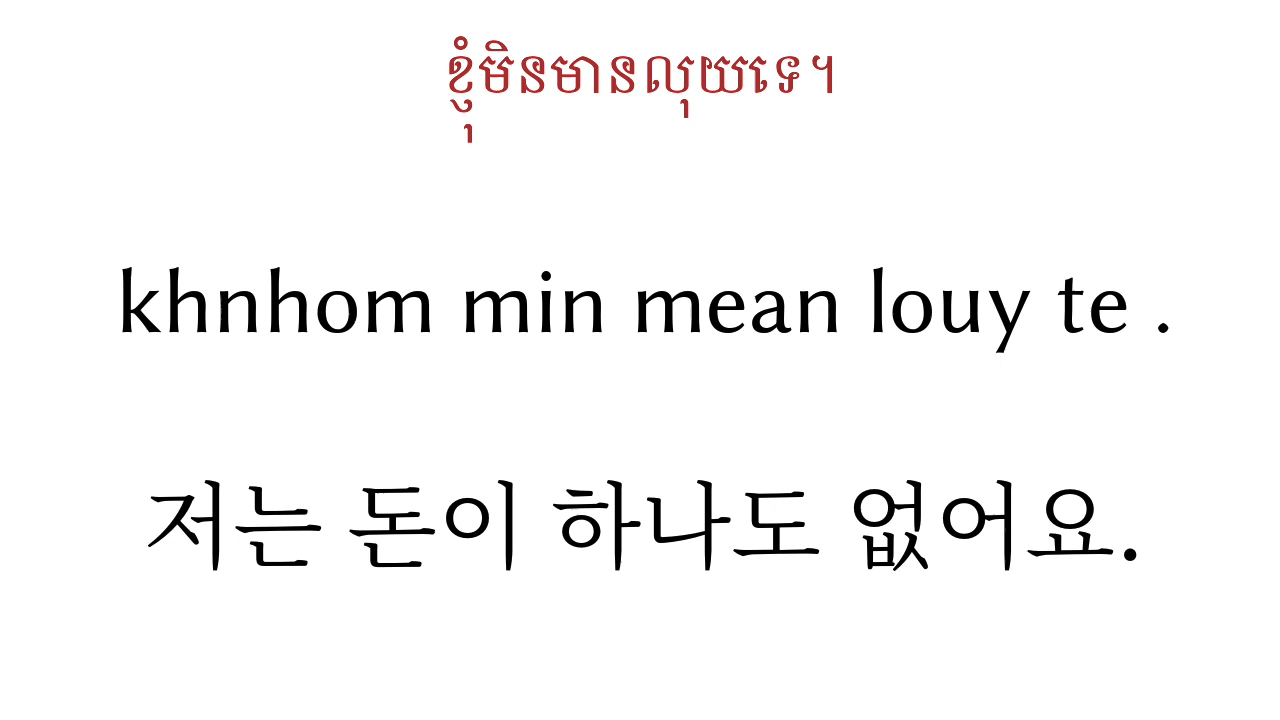 ខ្ញុំមិនមានលុយទេ។
khnhom min mean louy te .
저는 돈이 하나도 없어요.